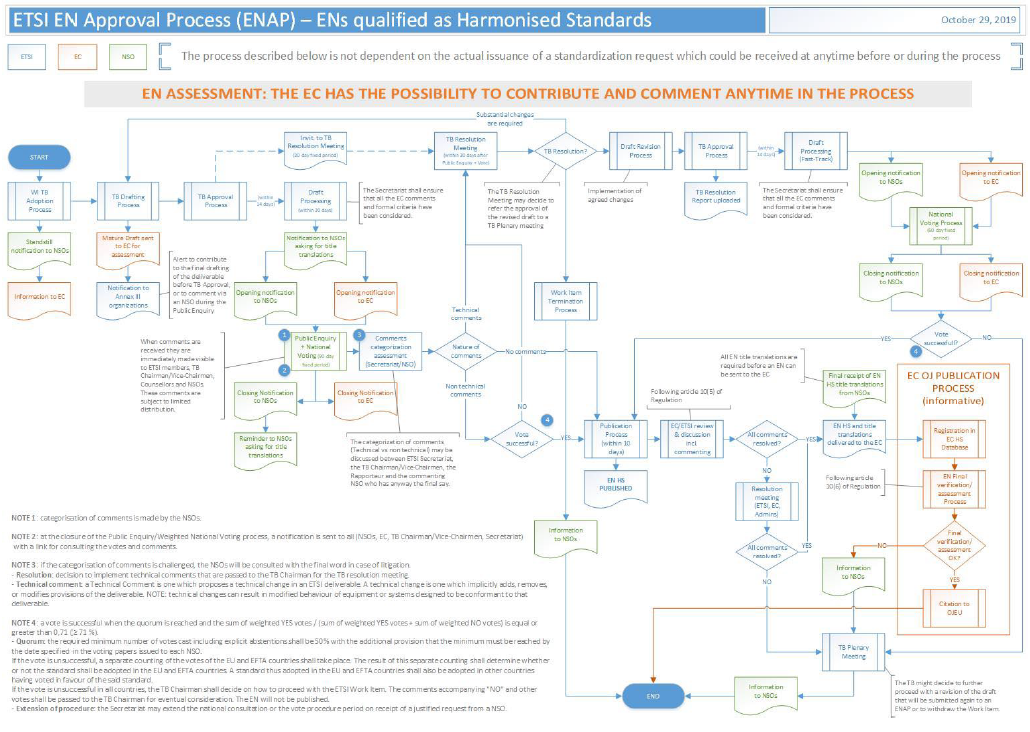 ETSI EN Approval Process (ENAP) – ENs qualified as Harmonised Standards
October 29, 2019
ETSI
EC
NSO
The process described below is not dependent on the actual issuance of a standardization request which could be received at anytime before or during the process
EN ASSESSMENT: THE EC HAS THE POSSIBILITY TO CONTRIBUTE AND COMMENT ANYTIME IN THE PROCESS
Substantial changes
are required
START
Invit. to TB
Resolution Meeting
(30 day fixed period)
TB Resolution
Meeting
(within 30 days after
Public Enquiry + Vote)
TB Resolution?
Draft Revision
Process
TB Approval
Process
(within
14 days)
Draft
Processing
(Fast-Track)
Opening notification
to NSOs
Opening notification
to EC
WI TB
Adoption
Process
TB Drafting
Process
TB Approval
Process
(within
14 days)
Draft
Processing
(within 30 days)
The Secretariat shall ensure
that all the EC comments
and formal criteria have
been considered.
The TB Resolution
Meeting may decide to
refer the approval of
the revised draft to a
TB Plenary meeting
Implementation of
agreed changes
TB Resolution
Report uploaded
The Secretariat shall ensure
that all the EC comments
and formal criteria have
been considered.
National
Voting Process
(60 day fixed
period)
Standstill
notification to NSOs
Mature Draft sent
to EC for
assessment
Notification to NSOs
asking for title
translations
Alert to contribute
to the final drafting
of the deliverable
before TB Approval,
or to comment via
an NSO during the
Public Enquiry
Closing notification
to NSOs
Closing notification
to EC
Information to EC
Notification to
Annex III
organizations
Opening notification
to NSOs
Opening notification
to EC
Work Item
Termination
Process
Technical
comments
When comments are
received they are
immediately made visible
to ETSI members, TB
Chairman/Vice-Chairmen,
Counsellors and NSOs
These comments are
subject to limited
distribution.
1
2
Public Enquiry
+ National
Voting (90 day
fixed period)
3
Comments
categorization
assessment
(Secretariat/NSO)
Nature of
comments
No comments
YES
Vote
successful?
4
NO
All EN title translations are
required before an EN can
be sent to the EC
Final receipt of EN
HS title translations
from NSOs
EC OJ PUBLICATION
PROCESS
(informative)
Closing Notification
to NSOs
Closing Notification
to EC
Non technical
comments
Following article 10(5) of
Regulation
NO
4
Vote
successful?
YES
Publication
Process
(within 10
days)
EC/ETSI review
& discussion
incl.
commenting
All comments
resolved?
YES
EN HS and title
translations
delivered to the EC
Registration in
EC HS
Database
Reminder to NSOs
asking for title
translations
The categorization of comments
(Technical vs non technical) may be
discussed between ETSI Secretariat,
the TB Chairman/Vice-Chairmen, the
Rapporteur and the commenting
NSO who has anyway the final say.
EN HS
PUBLISHED
NO
Resolution
meeting
(ETSI, EC,
Admins)
Following article
10(6) of Regulation
EN Final
verification/
assessment
Process
NOTE 1: categorisation of comments is made by the NSOs.
NOTE 2: at the closure of the Public Enquiry/Weighted National Voting process, a notification is sent to all (NSOs, EC, TB Chairman/Vice-Chairmen, Secretariat)
with a link for consulting the votes and comments.
Information
to NSOs
All comments
resolved?
YES
NO
Final
verification/
assessment
OK?
NO
YES
Information
to NSOs
Citation to
OJEU
NOTE 3: if the categorisation of comments is challenged, the NSOs will be consulted with the final word in case of litigation.
- Resolution: decision to implement technical comments that are passed to the TB Chairman for the TB resolution meeting.
- Technical comment: a Technical Comment is one which proposes a technical change in an ETSI deliverable. A technical change is one which implicitly adds, removes,
or modifies provisions of the deliverable. NOTE: technical changes can result in modified behaviour of equipment or systems designed to be conformant to that
deliverable.
NOTE 4: a vote is successful when the quorum is reached and the sum of weighted YES votes / (sum of weighted YES votes + sum of weighted NO votes) is equal or
greater than 0,71 (≥ 71 %).
- Quorum: the required minimum number of votes cast including explicit abstentions shall be 50% with the additional provision that the minimum must be reached by
the date specified in the voting papers issued to each NSO.
If the vote is unsuccessful, a separate counting of the votes of the EU and EFTA countries shall take place. The result of this separate counting shall determine whether
or not the standard shall be adopted in the EU and EFTA countries. A standard thus adopted in the EU and EFTA countries shall also be adopted in other countries
having voted in favour of the said standard.
If the vote is unsuccessful in all countries, the TB Chairman shall decide on how to proceed with the ETSI Work Item. The comments accompanying "NO" and other
votes shall be passed to the TB Chairman for eventual consideration. The EN will not be published.
- Extension of procedure: the Secretariat may extend the national consultation or the vote procedure period on receipt of a justified request from a NSO.
TB Plenary
Meeting
END
Information
to NSOs
The TB might decide to further
proceed with a revision of the draft
that will be submitted again to an
ENAP or to withdraw the Work Item.